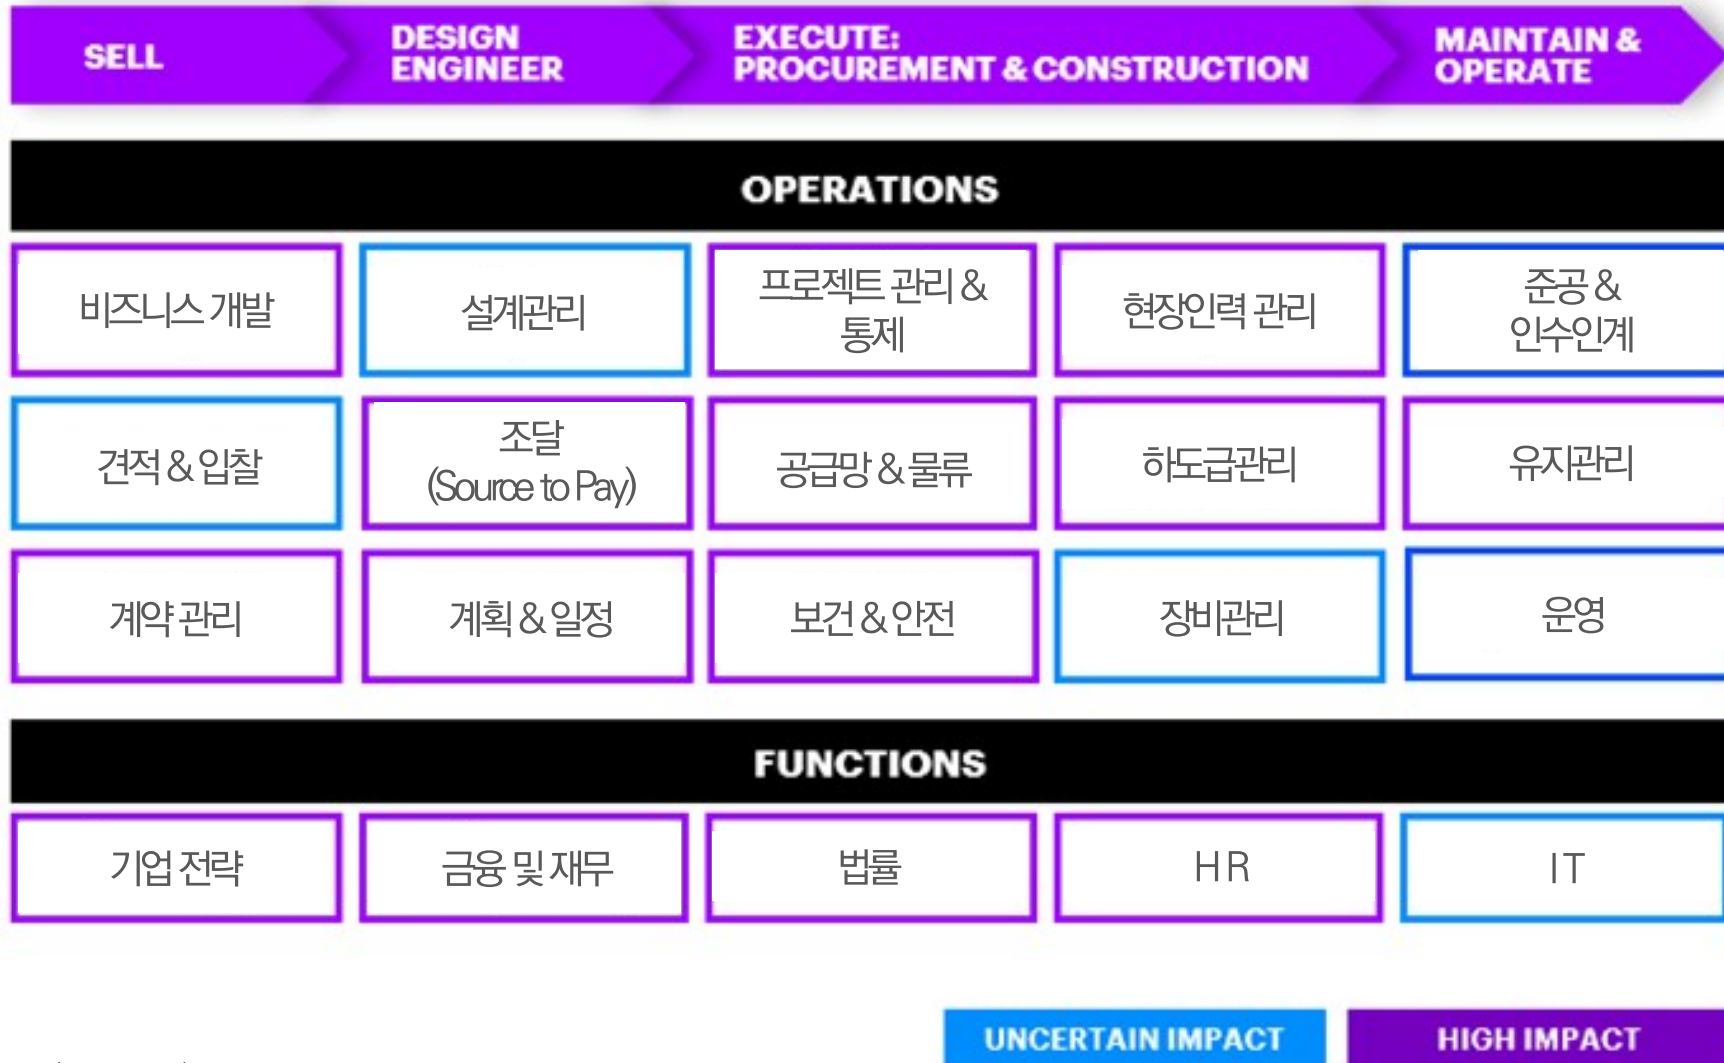 SELL
DESIGN
ENGINEER
EXECUTE:
PROCUREMENT & CONSTRUCTION
MAINTAIN &
OPERATE
OPERATIONS
비즈니스 개발
설계관리
프로젝트 관리 &
통제
현장인력 관리
준공 &
인수인계
견적 & 입찰
조달
(Source to Pay)
공급망 & 물류
하도급관리
유지관리
계약 관리
계획 & 일정
보건 & 안전
장비관리
운영
FUNCTIONS
기업 전략
금융 및 재무
법률
HR
IT
UNCERTAIN IMPACT
HIGH IMPACT